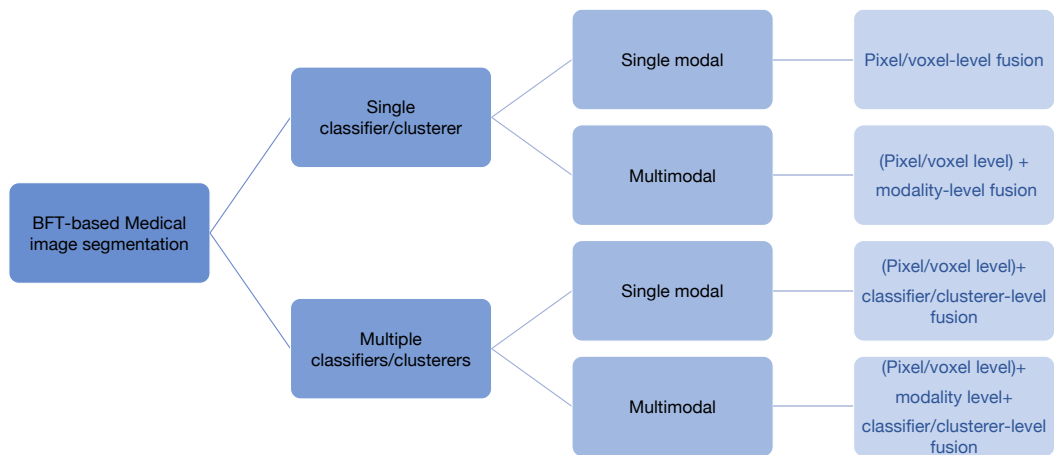 BFT-based Medical
image segmentation
Single
classifier/clusterer
Multiple
classifiers/clusterers
Single modal
Multimodal
Single modal
Multimodal
Pixel/voxel-level fusion
(Pixel/voxel level) +
modality-level fusion
(Pixel/voxel level)+
classifier/clusterer-level
fusion
(Pixel/voxel level)+
modality level+
classifier/clusterer-level
fusion